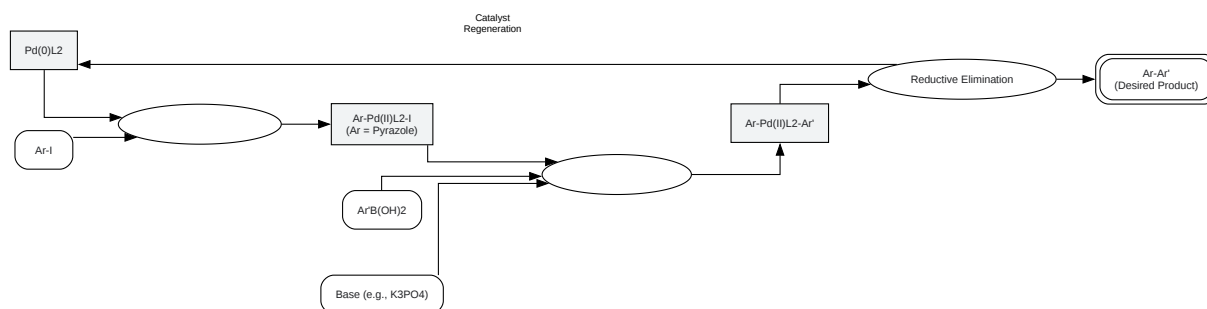 Catalyst
Regeneration
Pd(0)L2
Reductive Elimination
Ar-Ar'
(Desired Product)
Ar-Pd(II)L2-I
(Ar = Pyrazole)
Ar-Pd(II)L2-Ar'
Ar-I
Ar'B(OH)2
Base (e.g., K3PO4)